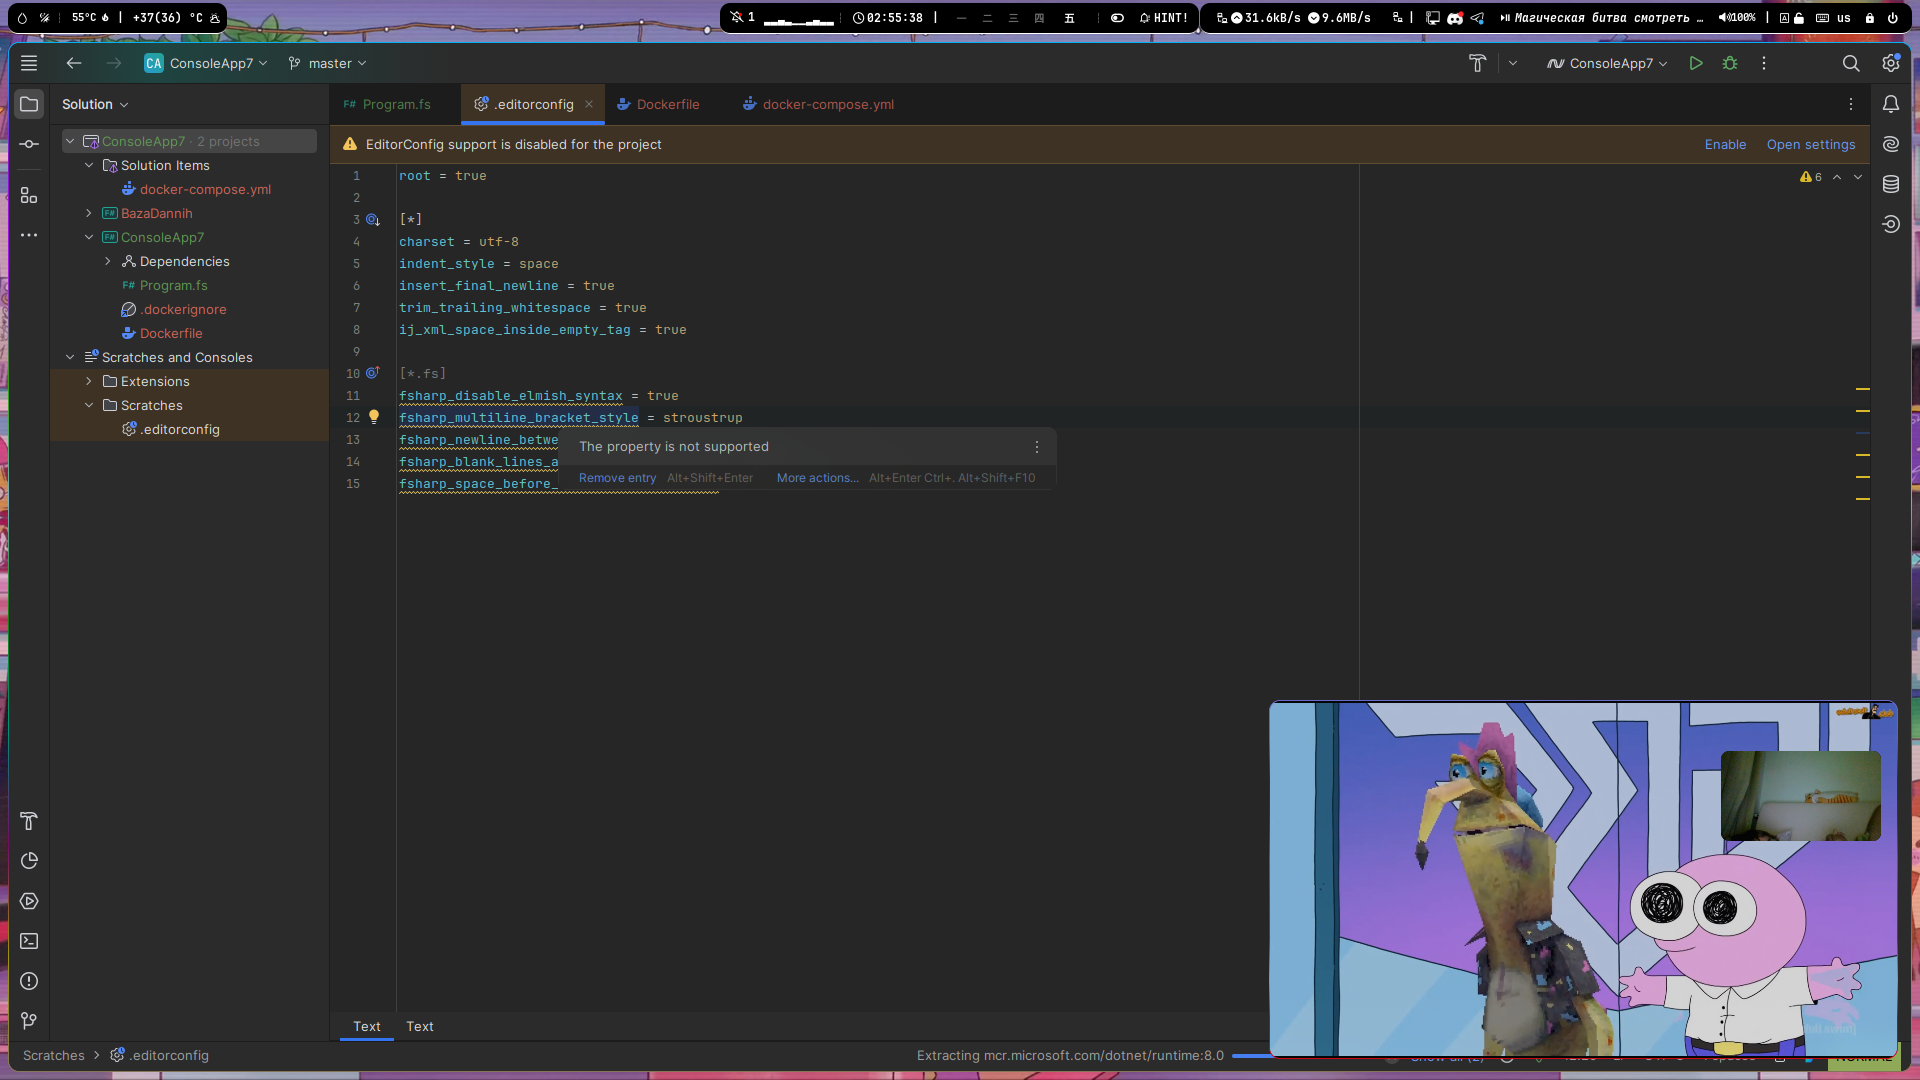 55°C
+37(36) °C
1
02:55:38
一 二 三 四 五
HINT!
31.6kB/s 9.6MB/s
Магическая битва смотреть …
100%
us
CA ConsoleApp7
master
ConsoleApp7
Solution
Program.fs
.editorconfig
Dockerfile
docker-compose.yml
ConsoleApp7 · 2 projects
Solution Items
docker-compose.yml
F# BazaDannih
F# ConsoleApp7
Dependencies
F# Program.fs
.dockerignore
Dockerfile
Scratches and Consoles
Extensions
Scratches
.editorconfig
EditorConfig support is disabled for the project
Enable Open settings
6
1 root = true
2
3 [*]
4 charset = utf-8
5 indent_style = space
6 insert_final_newline = true
7 trim_trailing_whitespace = true
8 ij_xml_space_inside_empty_tag = true
9
10 [*.fs]
11 fsharp_disable_elmish_syntax = true
12 fsharp_multiline_bracket_style = stroustrup
13 fsharp_newline_betwe
14 fsharp_blank_lines_a
15 fsharp_space_before_
The property is not supported
Remove entry Alt+Shift+Enter More actions... Alt+Enter Ctrl+. Alt+Shift+F10
Text Text
Scratches > .editorconfig
Extracting mcr.microsoft.com/dotnet/runtime:8.0